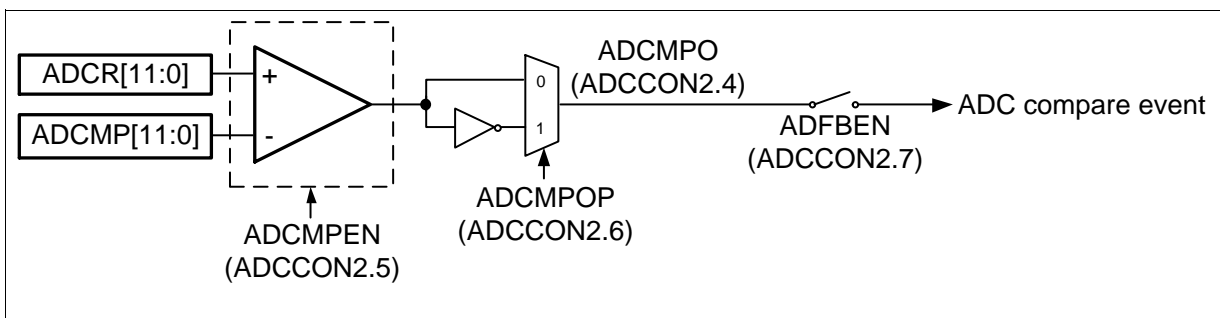 ADCR[11:0]
ADCMP[11:0]
+
-
0
1
ADCMPO
(ADCCON2.4)
ADC compare event
ADFBEN
(ADCCON2.7)
ADCMPOP
(ADCCON2.6)
ADCMPEN
(ADCCON2.5)